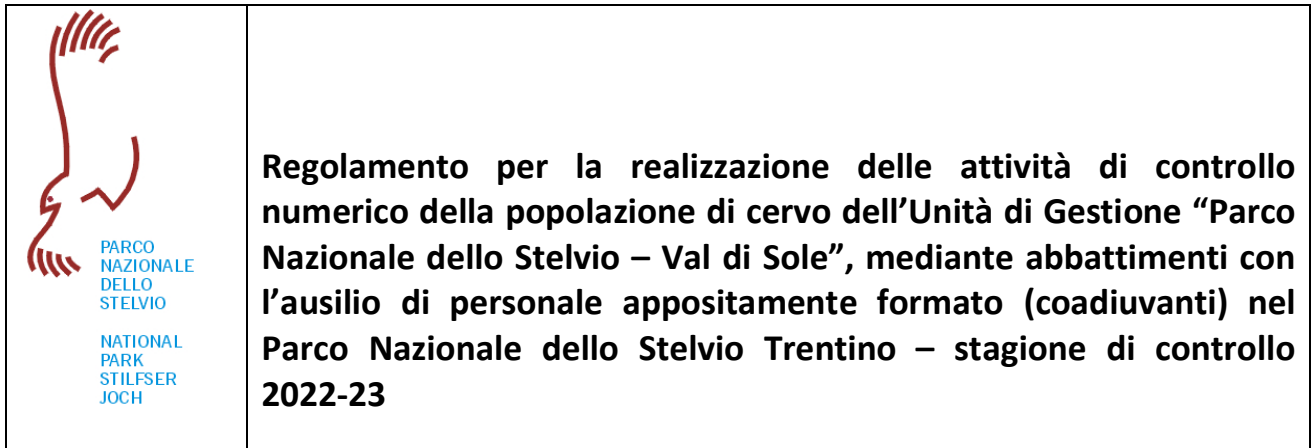 PARCO
NAZIONALE
DELLO
STELVIO
NATIONAL
PARK
STILFSER
JOCH
Regolamento per la realizzazione delle attività di controllo
numerico della popolazione di cervo dell’Unità di Gestione “Parco
Nazionale dello Stelvio – Val di Sole”, mediante abbattimenti con
l’ausilio di personale appositamente formato (coadiuvanti) nel
Parco Nazionale dello Stelvio Trentino – stagione di controllo
2022-23